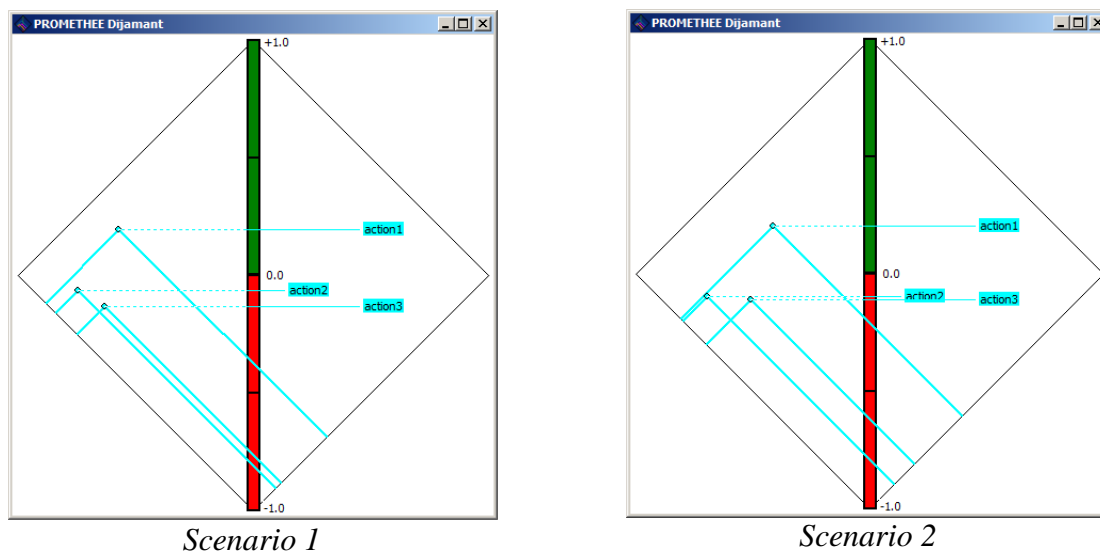 PROMETHEE Dijamant
+1.0
action1
0.0
action2
action3
-1.0
Scenario 1
PROMETHEE Dijamant
+1.0
action1
0.0
action2
action3
-1.0
Scenario 2